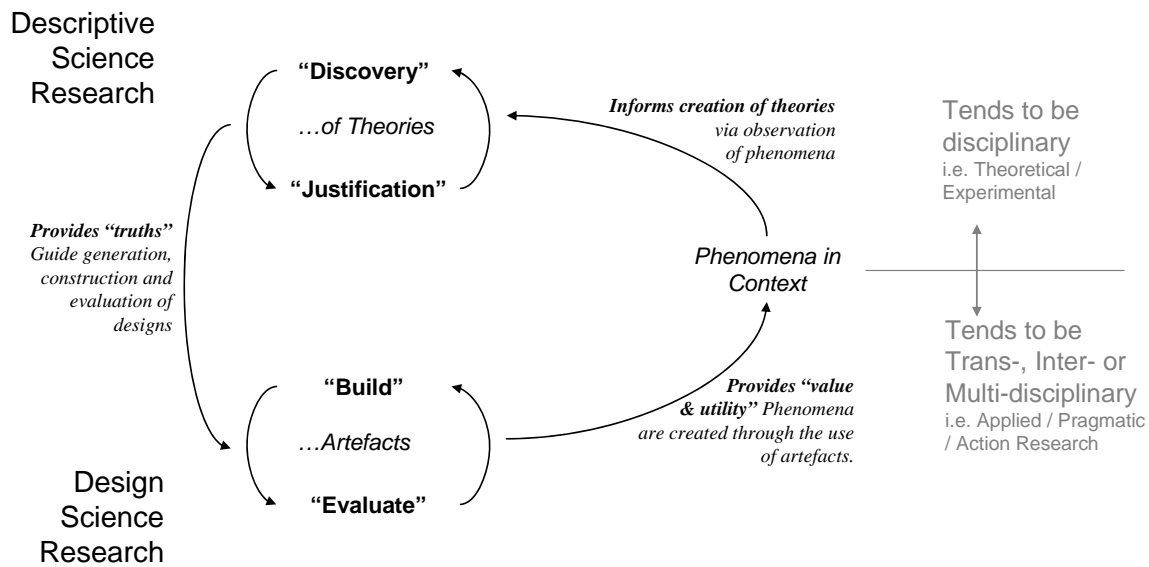 Descriptive
Science
Research
“Discovery”
…of Theories
“Justification”
Informs creation of theories
via observation
of phenomena
Tends to be
disciplinary
i.e. Theoretical /
Experimental
Provides “truths”
Guide generation,
construction and
evaluation of
designs
Phenomena in
Context
“Build”
…Artefacts
“Evaluate”
Provides “value
& utility” Phenomena
are created through the use
of artefacts.
Tends to be
Trans-, Inter- or
Multi-disciplinary
i.e. Applied / Pragmatic
/ Action Research
Design
Science
Research